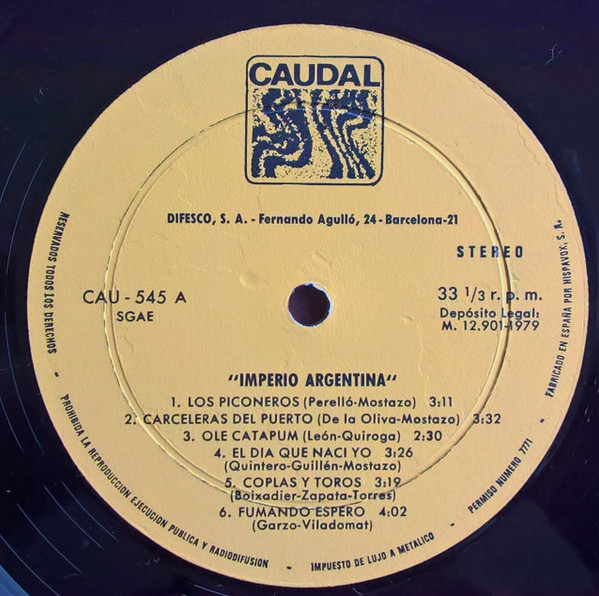 CAUDAL
DIFESCO, S. A. - Fernando Agulló, 24 - Barcelona-21
STEREO
CAU - 545 A
SGAE
33 1/3 r. p. m.
Depósito Legal:
M. 12.901-1979
"IMPERIO ARGENTINA"
1. LOS PICONEROS (Perelló-Mostazo) 3:11
2. CARCELERAS DEL PUERTO (De la Oliva-Mostazo) 3:32
3. OLE CATAPUM (León-Quiroga) 2:30
4. EL DIA QUE NACI YO 3:26
(Quintero-Guillén-Mostazo)
5. COPLAS Y TOROS 3:19
(Boixadier-Zapata-Torres)
6. FUMANDO ESPERO 4:02
(Garzo-Viladomat)
RESERVADOS TODOS LOS DERECHOS - PROHIBIDA LA REPRODUCCION EJECUCION PUBLICA Y RADIODIFUSION - IMPUESTO DE LUJO A METALICO - PERMISO NUMERO 7771 - FABRICADO EN ESPAÑA POR HISPAVOX, S. A.